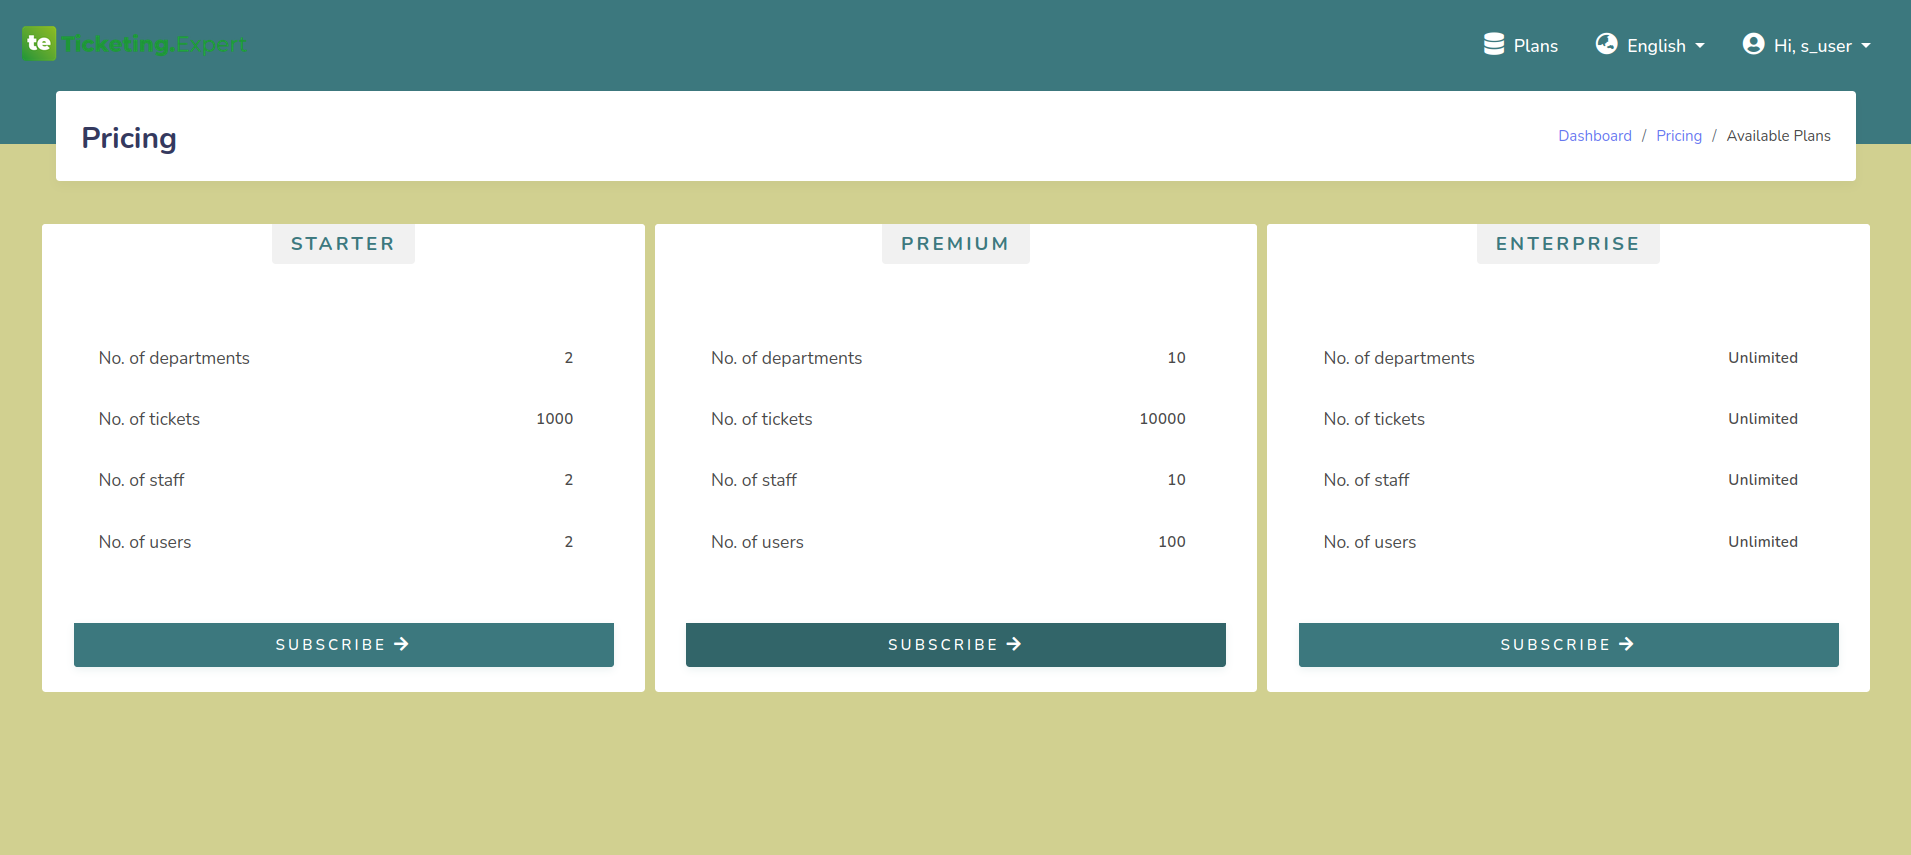 te Ticketing.Expert
Plans
English
Hi, s_user
Pricing
Dashboard / Pricing / Available Plans
STARTER
No. of departments 2
No. of tickets 1000
No. of staff 2
No. of users 2
SUBSCRIBE
PREMIUM
No. of departments 10
No. of tickets 10000
No. of staff 10
No. of users 100
SUBSCRIBE
ENTERPRISE
No. of departments Unlimited
No. of tickets Unlimited
No. of staff Unlimited
No. of users Unlimited
SUBSCRIBE